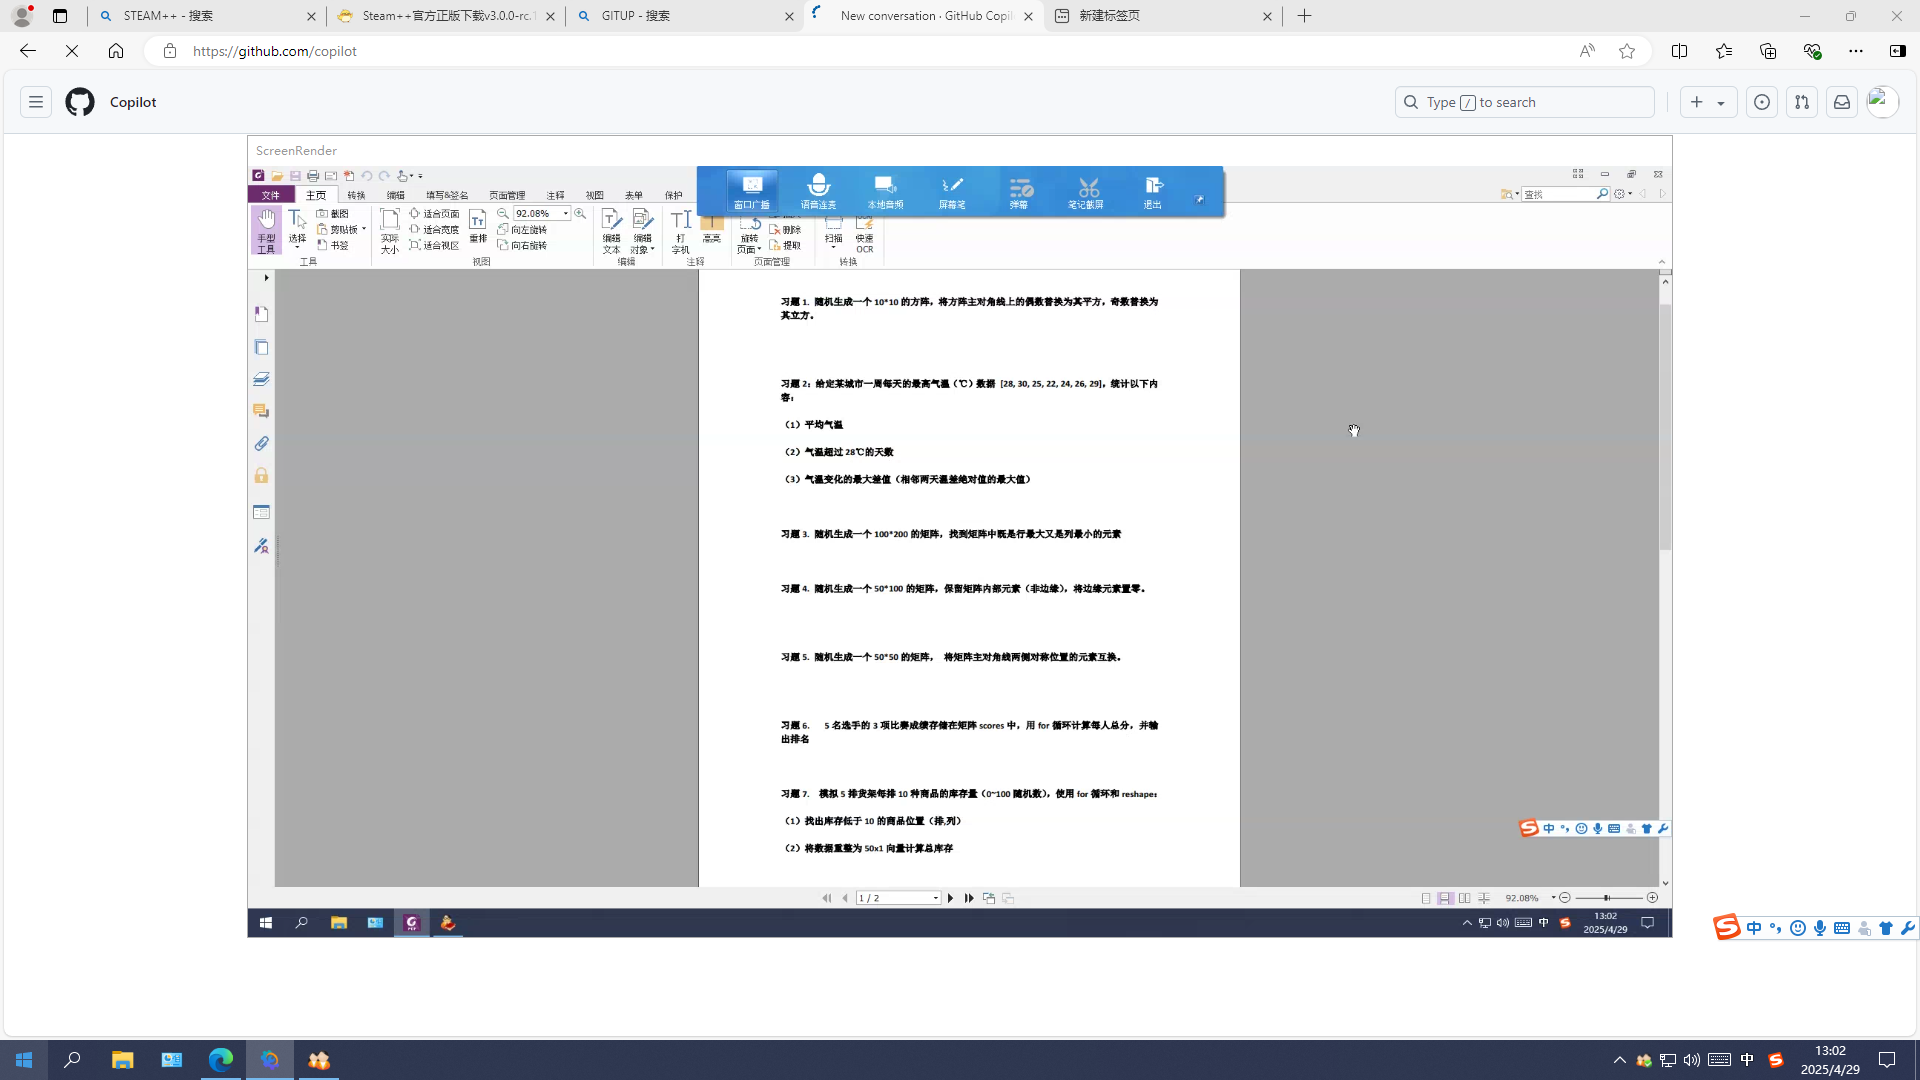 STEAM++ - 搜索
Steam++官方正版下载v3.0.0-rc.1
GITUP - 搜索
New conversation · GitHub Copil
新建标签页
https://github.com/copilot
Copilot
Type / to search
ScreenRender
文件 主页 转换 编辑 填写&签名 页面管理 注释 视图 表单 保护
窗口广播 语音连麦 本地音频 屏幕笔 弹幕 笔记截屏 退出
查找
手型工具 选择 截图 剪贴板 书签 工具
实际大小 适合页面 适合宽度 适合视区 重排 92.08% 向左旋转 向右旋转 视图
编辑文本 编辑对象 编辑
打字机 高亮 注释
旋转页面 删除 提取 页面管理
扫描 快速OCR 转换
习题 1. 随机生成一个 10*10 的方阵，将方阵主对角线上的偶数替换为其平方，奇数替换为
其立方。
习题 2：给定某城市一周每天的最高气温（℃）数据 [28, 30, 25, 22, 24, 26, 29]，统计以下内
容：
（1）平均气温
（2）气温超过 28℃的天数
（3）气温变化的最大差值（相邻两天温差绝对值的最大值）
习题 3. 随机生成一个 100*200 的矩阵，找到矩阵中既是行最大又是列最小的元素
习题 4. 随机生成一个 50*100 的矩阵，保留矩阵内部元素（非边缘），将边缘元素置零。
习题 5. 随机生成一个 50*50 的矩阵， 将矩阵主对角线两侧对称位置的元素互换。
习题 6. 5 名选手的 3 项比赛成绩存储在矩阵 scores 中，用 for 循环计算每人总分，并输
出排名
习题 7. 模拟 5 排货架每排 10 种商品的库存量（0~100 随机数），使用 for 循环和 reshape：
（1）找出库存低于 10 的商品位置（排,列）
（2）将数据重整为 50x1 向量计算总库存
中
1 / 2
92.08%
中
13:02
2025/4/29
中
中
13:02
2025/4/29